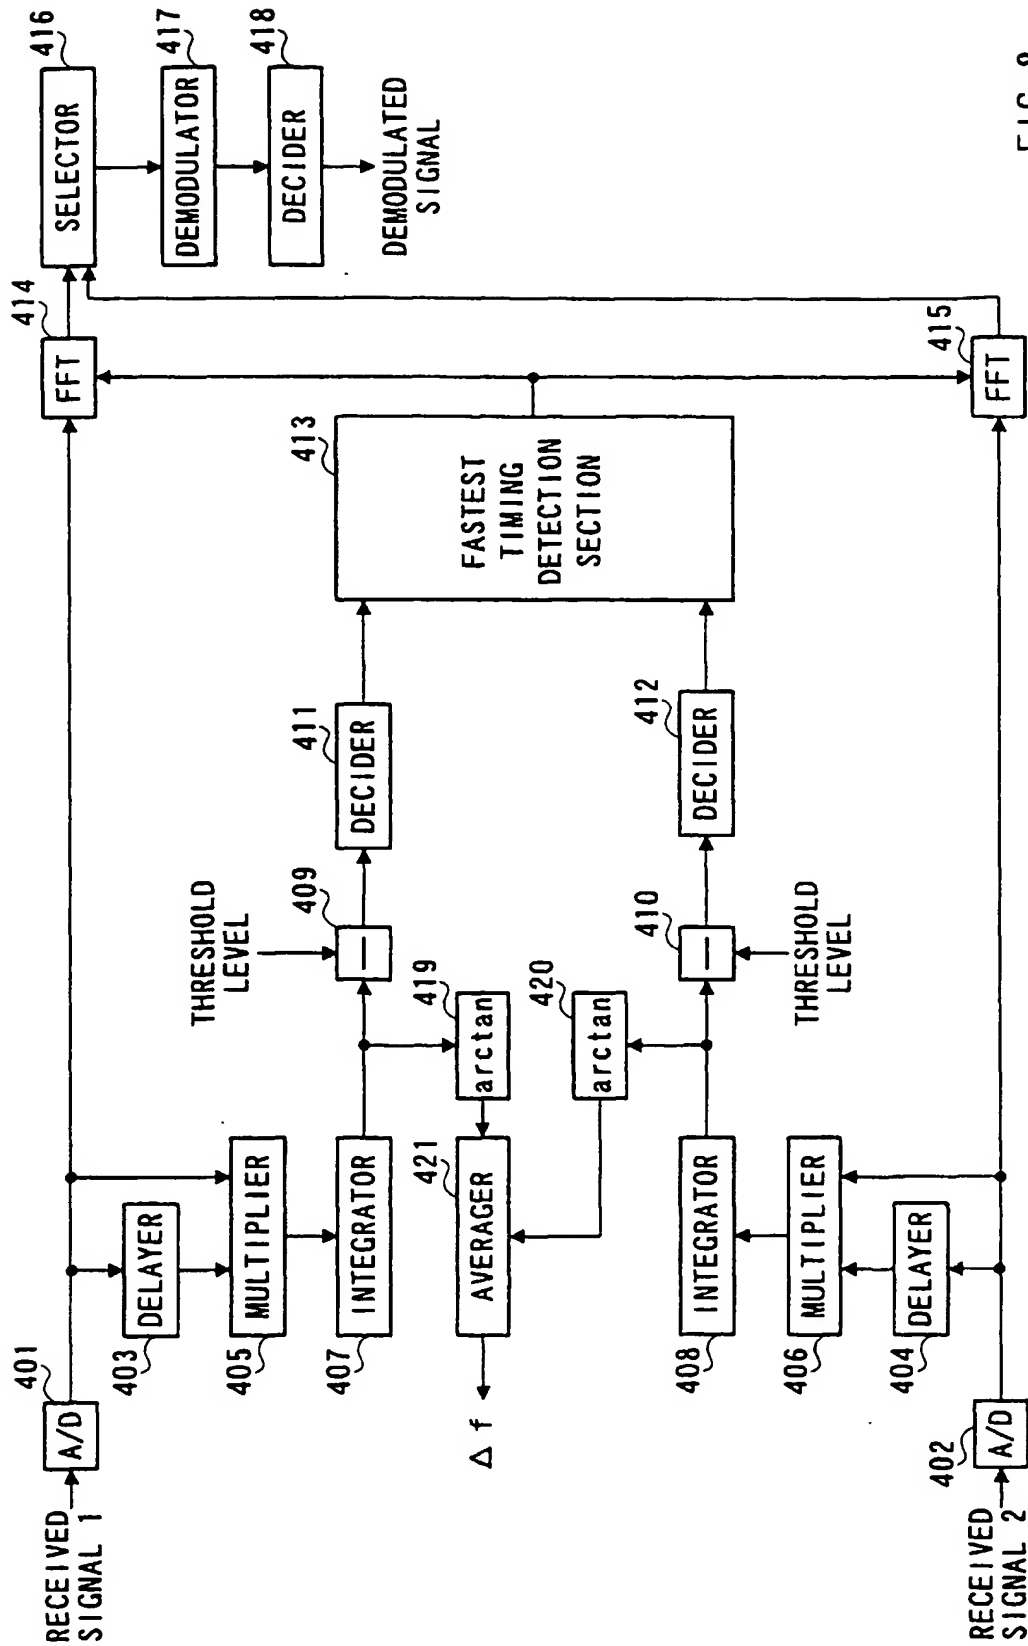 RECEIVED
SIGNAL 1
401
A/D
414
FFT
416
SELECTOR
403
DELAYER
417
DEMODULATOR
405
MULTIPLIER
THRESHOLD
LEVEL
418
DECIDER
407
INTEGRATOR
409
411
DECIDER
413
FASTEST
TIMING
DETECTION
SECTION
DEMODULATED
SIGNAL
419
arctan
Δf
421
AVERAGER
420
arctan
408
INTEGRATOR
410
412
DECIDER
406
MULTIPLIER
THRESHOLD
LEVEL
404
DELAYER
402
A/D
415
FFT
RECEIVED
SIGNAL 2
FIG.